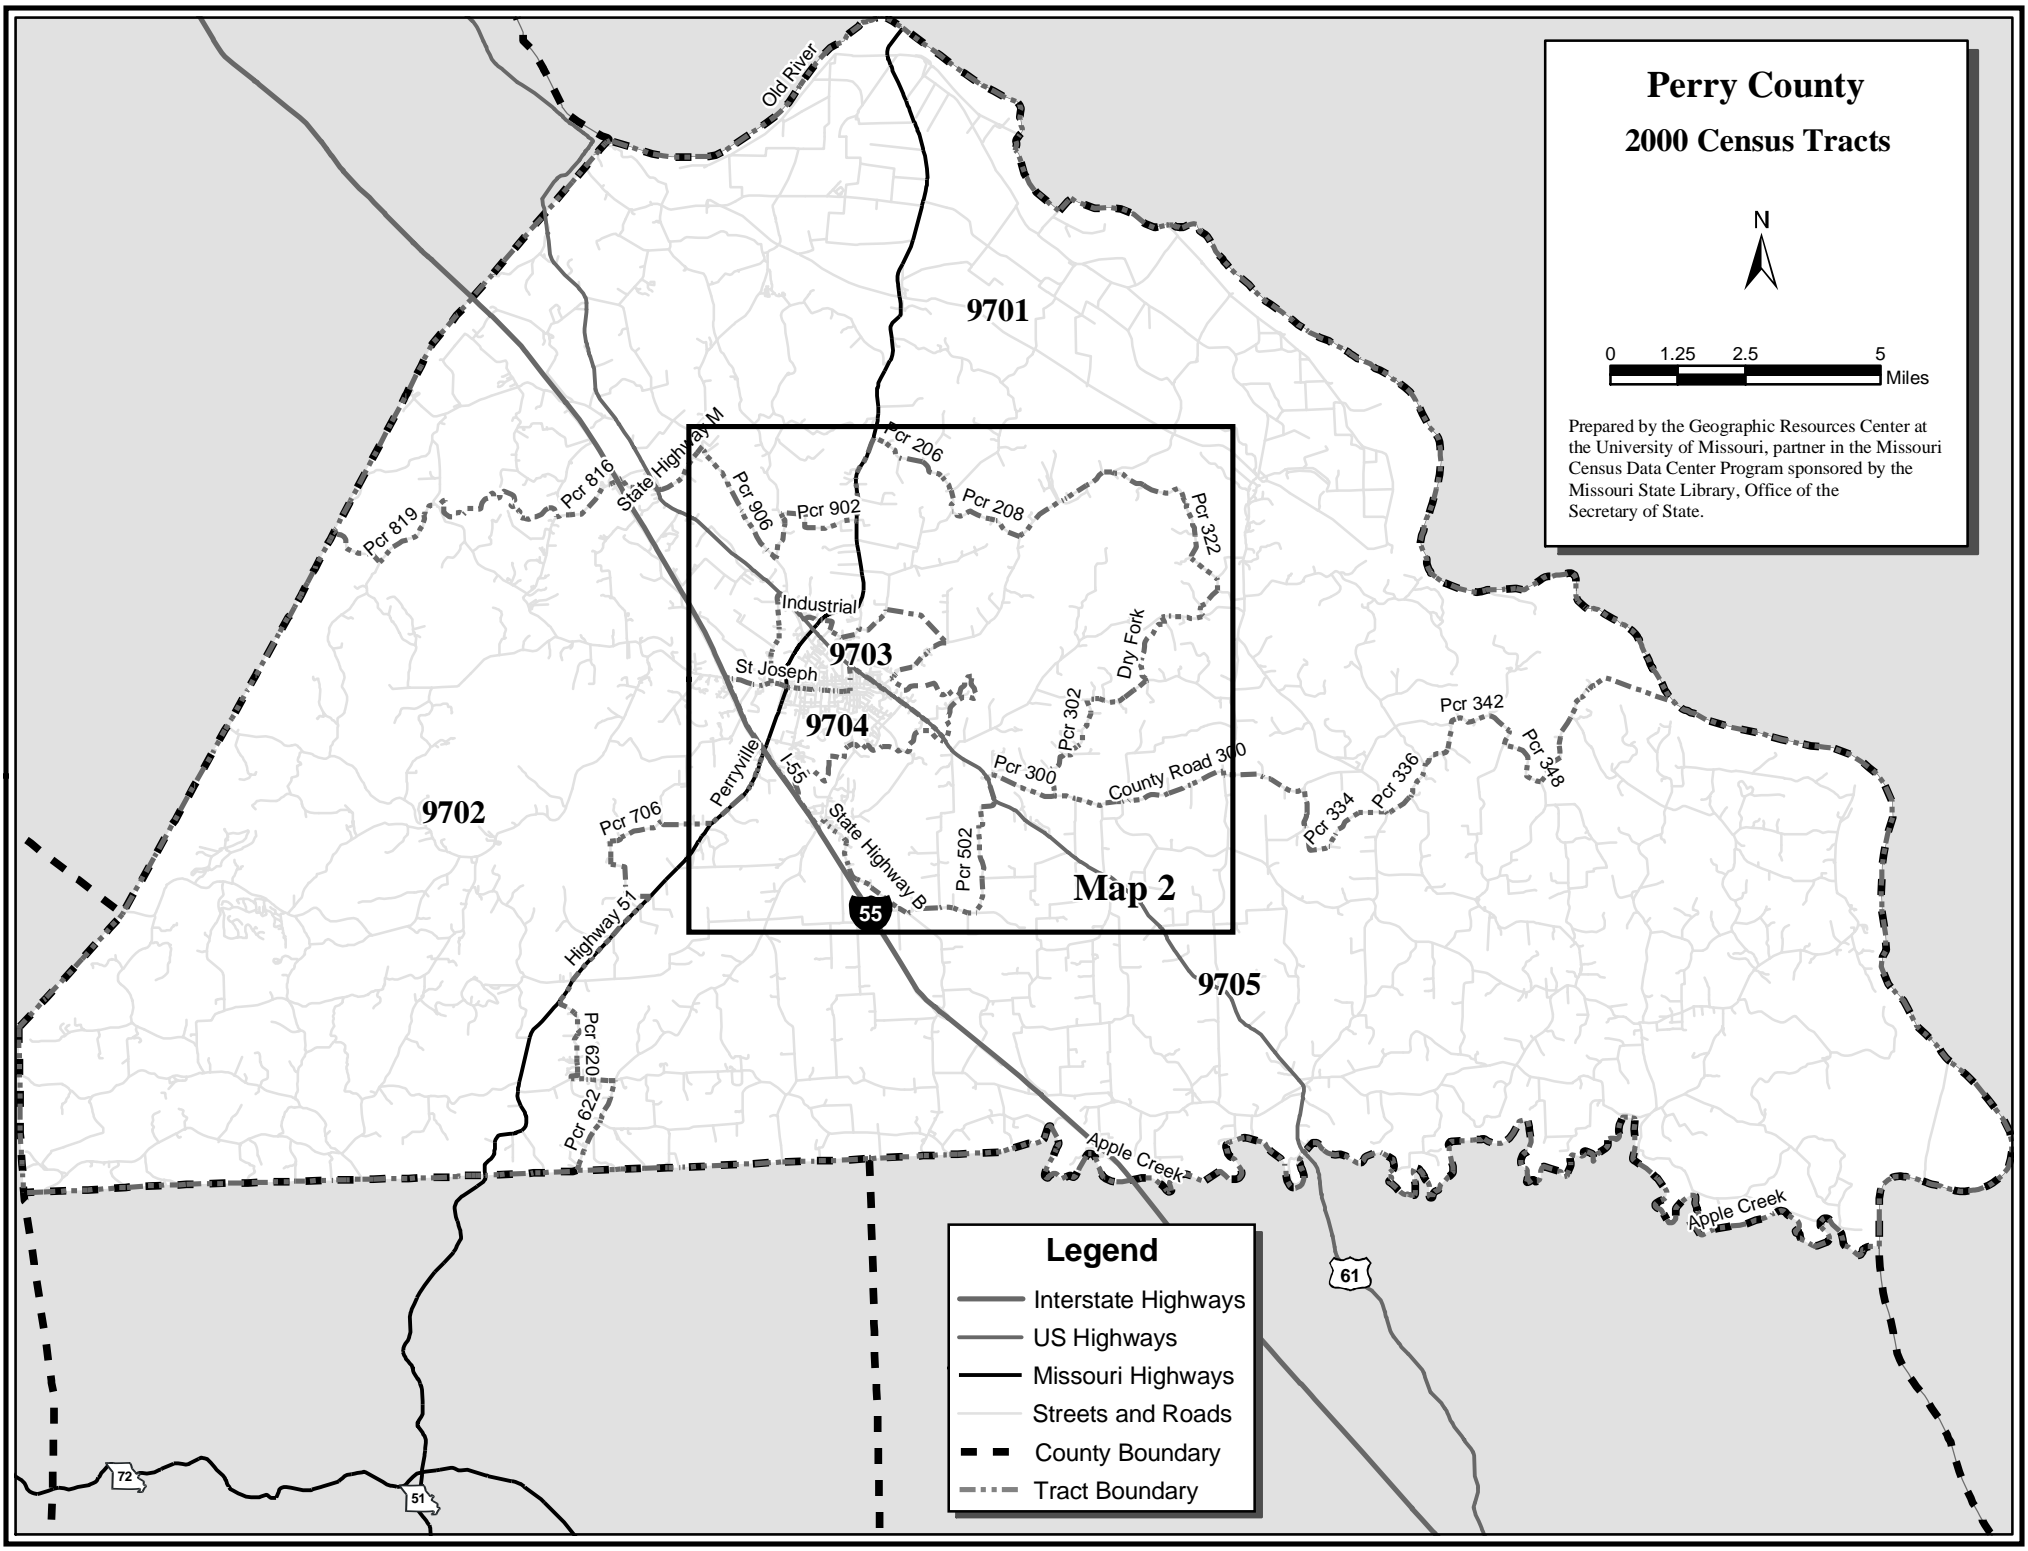 Perry County
2000 Census Tracts
N
0 1.25 2.5 5
Miles
Prepared by the Geographic Resources Center at
the University of Missouri, partner in the Missouri
Census Data Center Program sponsored by the
Missouri State Library, Office of the
Secretary of State.
Old River
9701
State Highway M
Pcr 206
Pcr 816
Pcr 906
Pcr 902
Pcr 208
Pcr 819
Pcr 322
Industrial
9703
Dry Fork
St Joseph
9704
Pcr 302
Pcr 342
Perryville
I-55
Pcr 300
County Road 300
Pcr 348
Pcr 336
9702
Pcr 706
State Highway B
Pcr 502
Pcr 334
Map 2
55
Highway 51
9705
Pcr 620
Pcr 622
Apple Creek
Apple Creek
61
72
51
Legend
Interstate Highways
US Highways
Missouri Highways
Streets and Roads
County Boundary
Tract Boundary